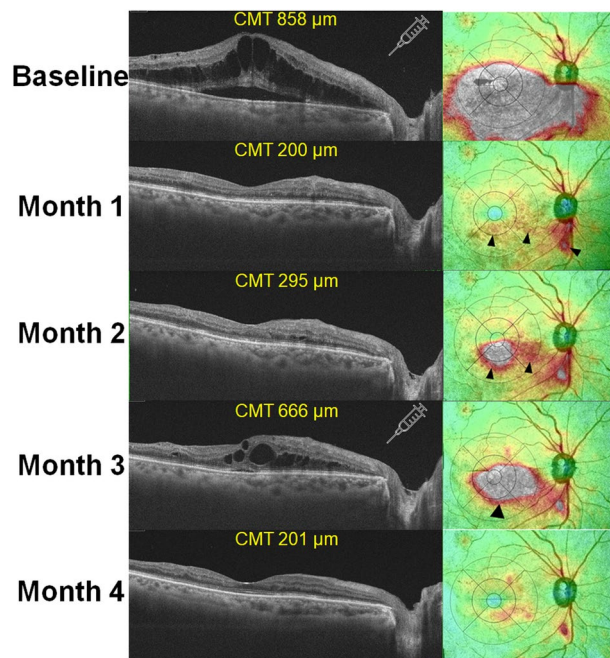 CMT 858 µm
Baseline
CMT 200 µm
Month 1
CMT 295 µm
Month 2
CMT 666 µm
Month 3
CMT 201 µm
Month 4